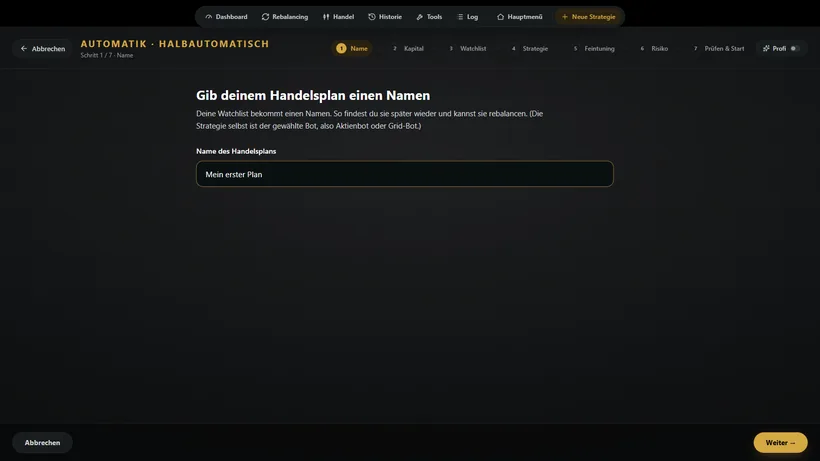 Dashboard Rebalancing Handel Historie Tools Log Hauptmenü + Neue Strategie
← Abbrechen
AUTOMATIK · HALBAUTOMATISCH
Schritt 1 / 7 · Name
1 Name 2 Kapital 3 Watchlist 4 Strategie 5 Feintuning 6 Risiko 7 Prüfen & Start Profi
Gib deinem Handelsplan einen Namen
Deine Watchlist bekommt einen Namen. So findest du sie später wieder und kannst sie rebalancen. (Die
Strategie selbst ist der gewählte Bot, also Aktienbot oder Grid-Bot.)
Name des Handelsplans
Mein erster Plan
Abbrechen
Weiter →